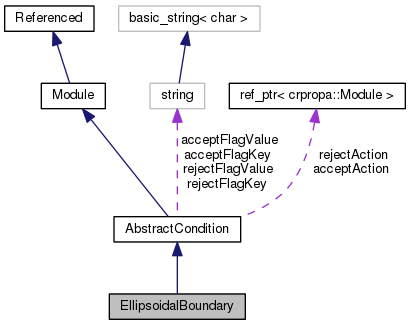 Referenced
basic_string< char >
Module
string
ref_ptr< crpropa::Module >
acceptFlagValue
acceptFlagKey
rejectFlagValue
rejectFlagKey
rejectAction
acceptAction
AbstractCondition
EllipsoidalBoundary